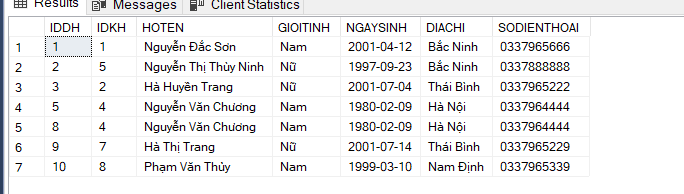 Results Messages Client Statistics
IDDH IDKH HOTEN GIOITINH NGAYSINH DIACHI SODIENTHOAI
1 1 1 Nguyễn Đắc Sơn Nam 2001-04-12 Bắc Ninh 0337965666
2 2 5 Nguyễn Thị Thùy Ninh Nữ 1997-09-23 Bắc Ninh 0337888888
3 3 2 Hà Huyền Trang Nữ 2001-07-04 Thái Bình 0337965222
4 5 4 Nguyễn Văn Chương Nam 1980-02-09 Hà Nội 0337964444
5 8 4 Nguyễn Văn Chương Nam 1980-02-09 Hà Nội 0337964444
6 9 7 Hà Thị Trang Nữ 2001-07-14 Thái Bình 0337965229
7 10 8 Phạm Văn Thủy Nam 1999-03-10 Nam Định 0337965339